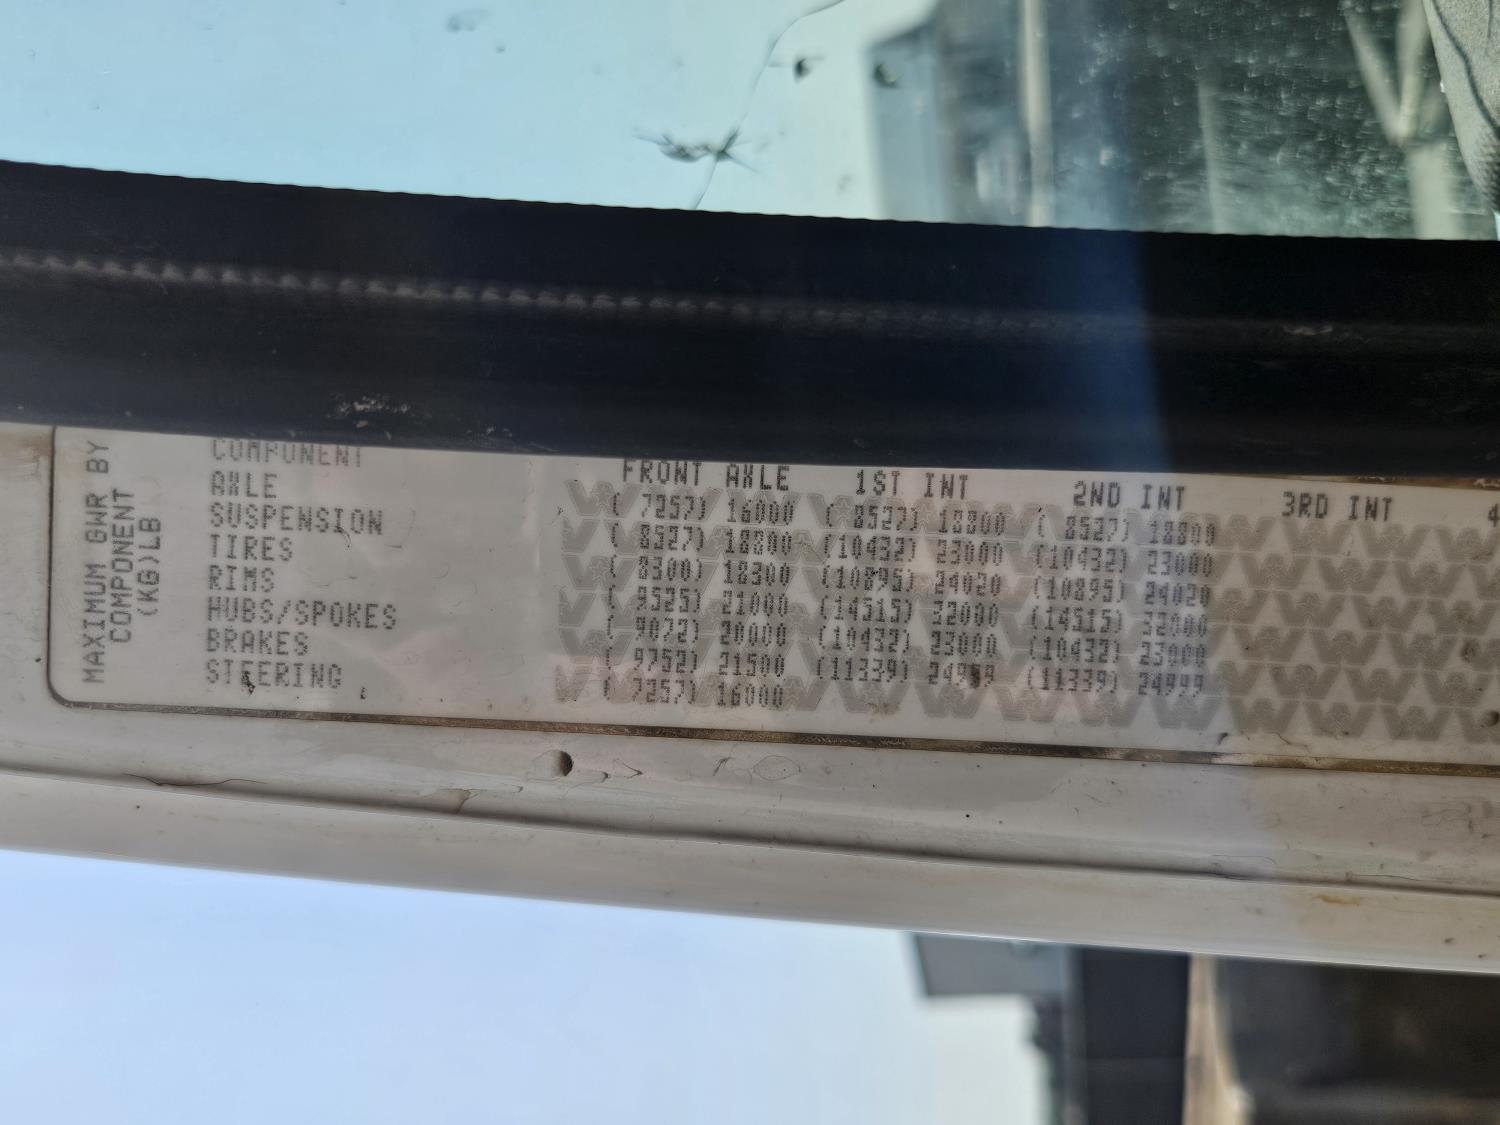 MAXIMUM GWR BY
COMPONENT
(KG)LB
COMPONENT FRONT AXLE 1ST INT 2ND INT 3RD INT 4
AXLE ( 7257) 16000 ( 8527) 18800 ( 8527) 18800
SUSPENSION ( 8527) 18800 (10432) 23000 (10432) 23000
TIRES ( 8300) 18300 (10895) 24020 (10895) 24020
RIMS ( 9525) 21000 (14515) 32000 (14515) 32000
HUBS/SPOKES ( 9072) 20000 (10432) 23000 (10432) 23000
BRAKES ( 9752) 21500 (11339) 24999 (11339) 24999
STEERING ( 7257) 16000